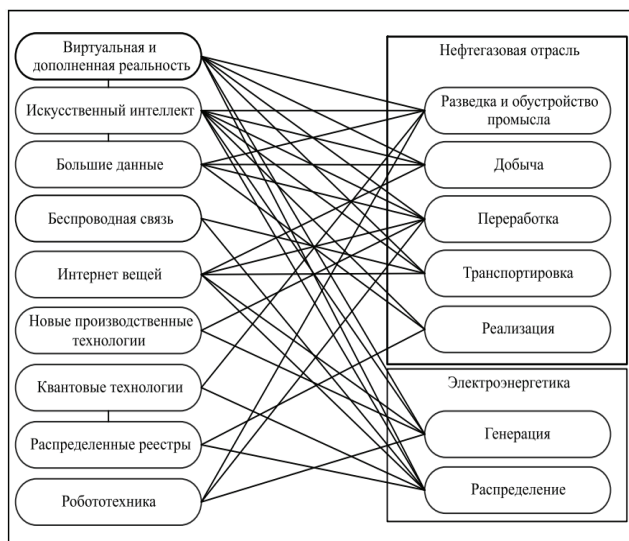 Виртуальная и
дополненная реальность
Искусственный интеллект
Большие данные
Беспроводная связь
Интернет вещей
Новые производственные
технологии
Квантовые технологии
Распределенные реестры
Робототехника
Нефтегазовая отрасль
Разведка и обустройство
промысла
Добыча
Переработка
Транспортировка
Реализация
Электроэнергетика
Генерация
Распределение